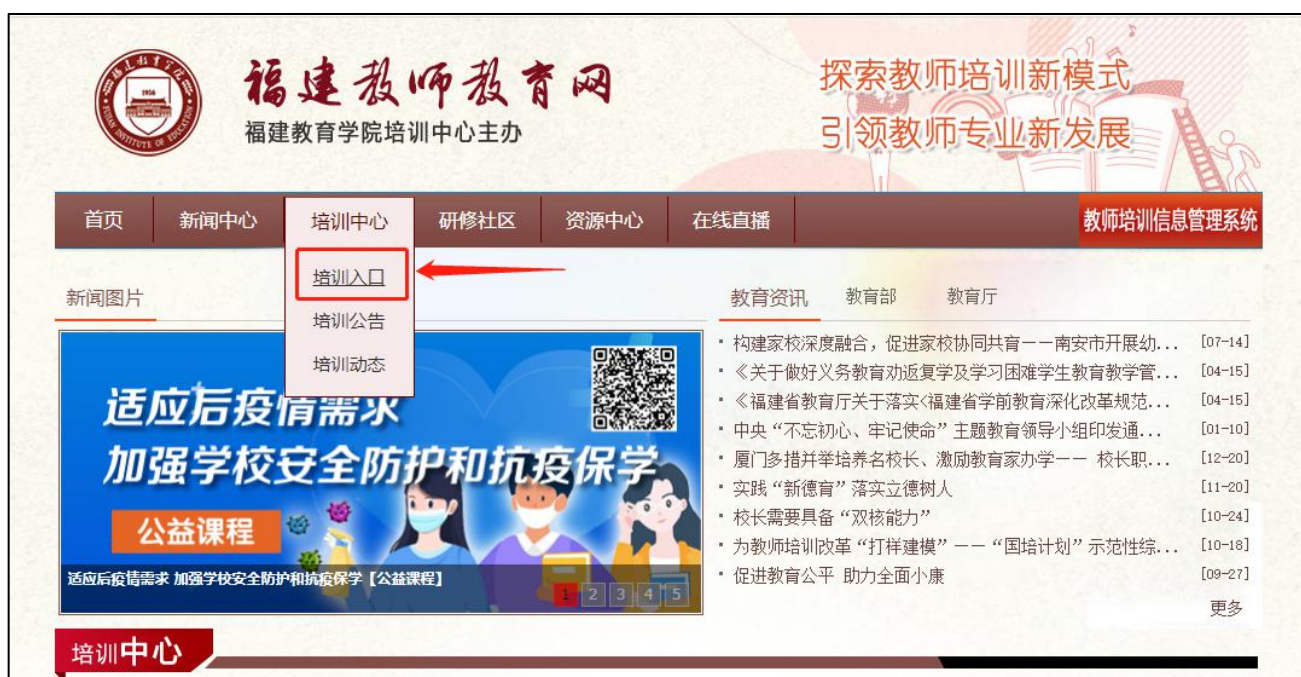 福建教育学院
1956
FUJIAN INSTITUTE OF EDUCATION
福建教师教育网
福建教育学院培训中心主办
探索教师培训新模式
引领教师专业新发展
首页 新闻中心 培训中心 研修社区 资源中心 在线直播 教师培训信息管理系统
培训入口
培训公告
培训动态
新闻图片
适应后疫情需求
加强学校安全防护和抗疫保学
公益课程
适应后疫情需求 加强学校安全防护和抗疫保学【公益课程】
1 2 3 4 5
教育资讯 教育部 教育厅
· 构建家校深度融合，促进家校协同共育——南安市开展幼... [07-14]
· 《关于做好义务教育劝返复学及学习困难学生教育教学管... [04-15]
· 《福建省教育厅关于落实<福建省学前教育深化改革规范... [04-15]
· 中央“不忘初心、牢记使命”主题教育领导小组印发通... [01-10]
· 厦门多措并举培养名校长、激励教育家办学—— 校长职... [12-20]
· 实践“新德育”落实立德树人 [11-20]
· 校长需要具备“双核能力” [10-24]
· 为教师培训改革“打样建模”——“国培计划”示范性综... [10-18]
· 促进教育公平 助力全面小康 [09-27]
更多
培训中心